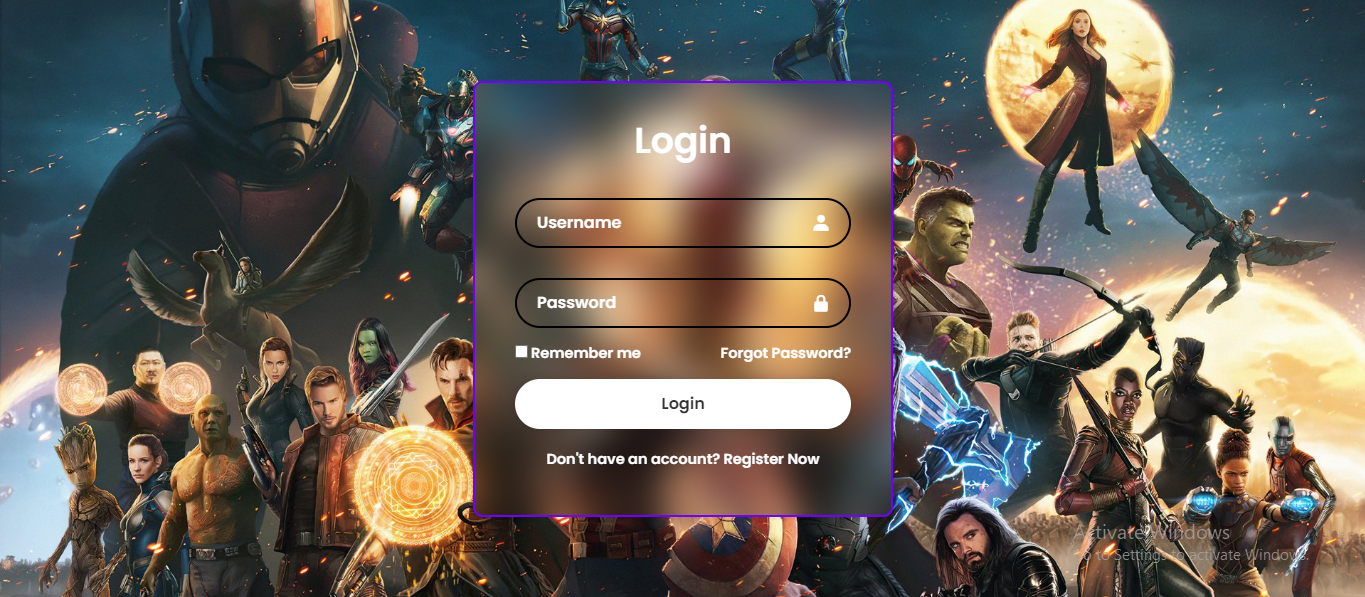 Login
Username
Password
Remember me
Forgot Password?
Login
Don't have an account? Register Now
Activate Windows
Go to Settings to activate Windows.